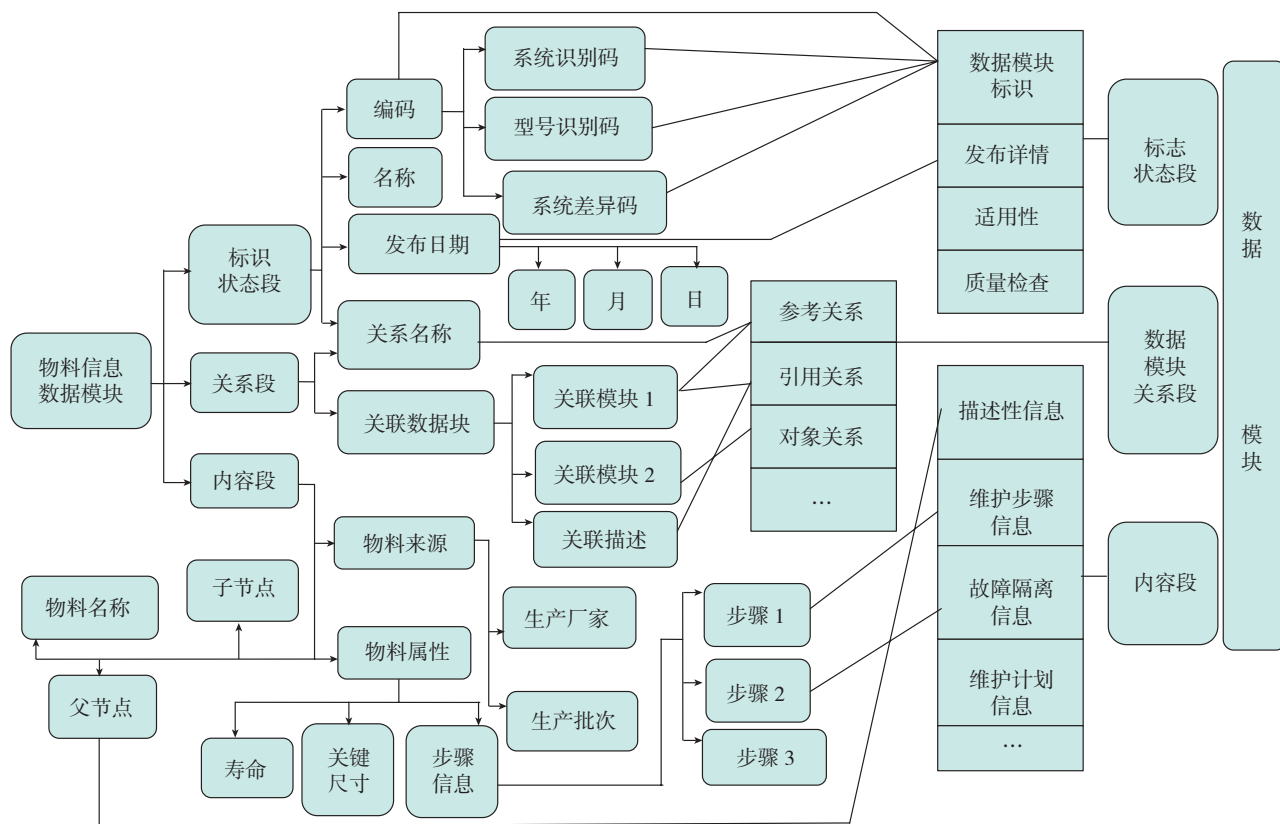 系统识别码
数据模块
标识
编码
型号识别码
发布详情
标志
状态段
名称
系统差异码
适用性
数
据
模
块
标识
状态段
发布日期
质量检查
年
月
日
参考关系
关系名称
数据
模块
关系段
物料信息
数据模块
关系段
引用关系
关联模块 1
关联数据块
描述性信息
对象关系
关联模块 2
内容段
…
维护步骤
信息
物料来源
关联描述
子节点
内容段
物料名称
故障隔离
信息
生产厂家
步骤 1
物料属性
步骤 2
维护计划
信息
父节点
生产批次
…
步骤 3
寿命
关键
尺寸
步骤
信息